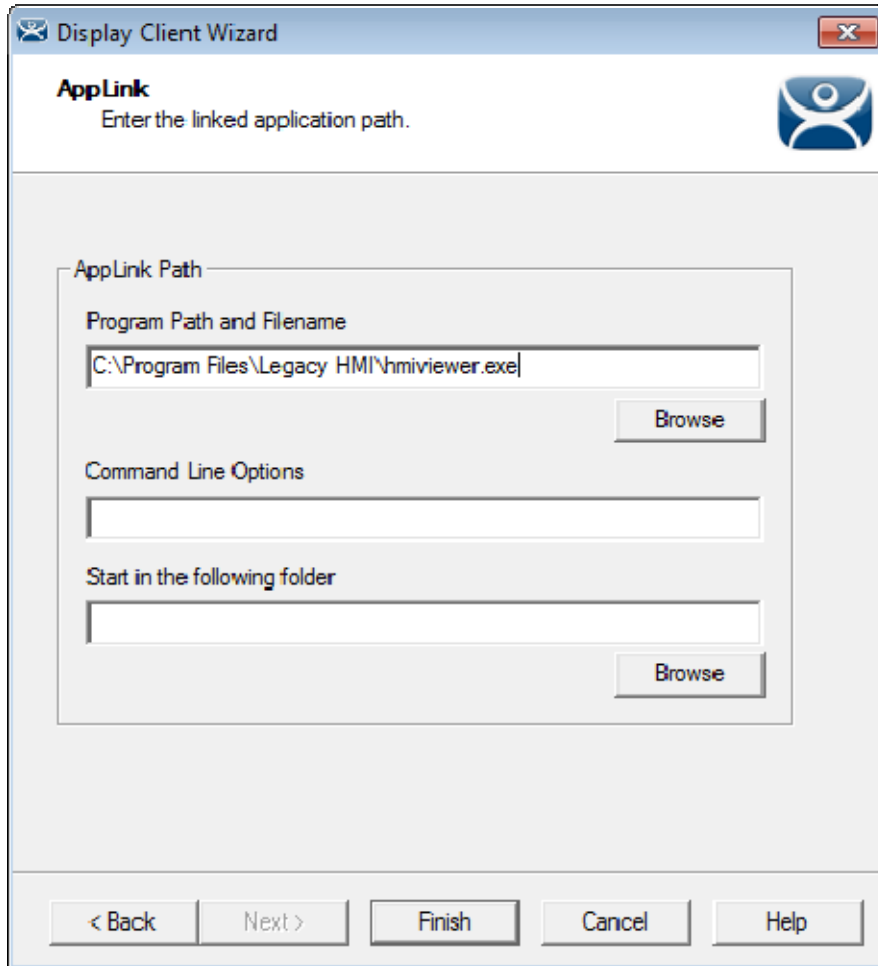 Display Client Wizard
AppLink
Enter the linked application path.
AppLink Path
Program Path and Filename
C:\Program Files\Legacy HMI\hmiviewer.exe
Browse
Command Line Options
Start in the following folder
Browse
< Back Next > Finish Cancel Help